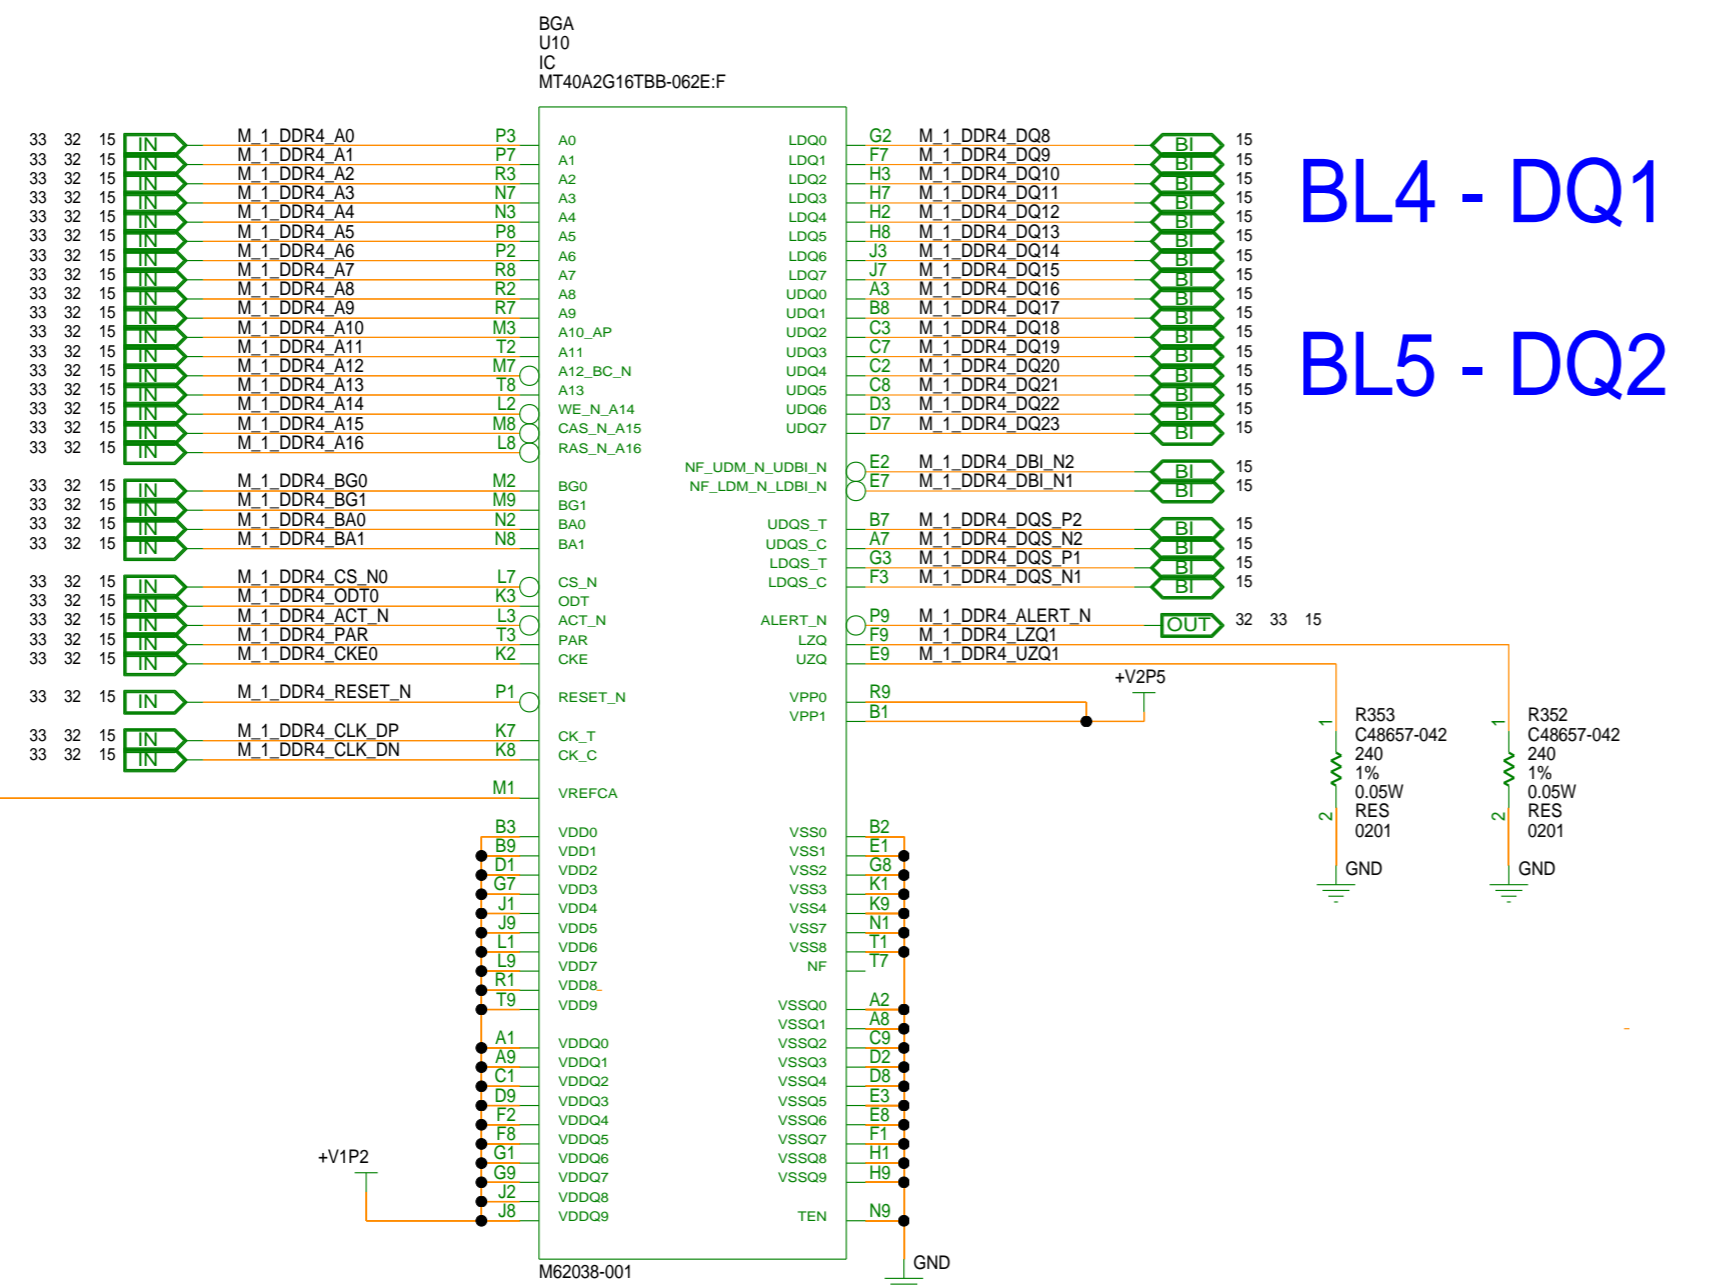 BGA
U10
IC
MT40A2G16TBB-062E:F
33 32 15 IN M_1_DDR4_A0 P3 A0 LDQ0 G2 M_1_DDR4_DQ8 BI 15
33 32 15 IN M_1_DDR4_A1 P7 A1 LDQ1 F7 M_1_DDR4_DQ9 BI 15
33 32 15 IN M_1_DDR4_A2 R3 A2 LDQ2 H3 M_1_DDR4_DQ10 BI 15
33 32 15 IN M_1_DDR4_A3 N7 A3 LDQ3 H7 M_1_DDR4_DQ11 BI 15
33 32 15 IN M_1_DDR4_A4 N3 A4 LDQ4 H2 M_1_DDR4_DQ12 BI 15
33 32 15 IN M_1_DDR4_A5 P8 A5 LDQ5 H8 M_1_DDR4_DQ13 BI 15
33 32 15 IN M_1_DDR4_A6 P2 A6 LDQ6 J3 M_1_DDR4_DQ14 BI 15
33 32 15 IN M_1_DDR4_A7 R8 A7 LDQ7 J7 M_1_DDR4_DQ15 BI 15
33 32 15 IN M_1_DDR4_A8 R2 A8 UDQ0 A3 M_1_DDR4_DQ16 BI 15
33 32 15 IN M_1_DDR4_A9 R7 A9 UDQ1 B8 M_1_DDR4_DQ17 BI 15
33 32 15 IN M_1_DDR4_A10 M3 A10_AP UDQ2 C3 M_1_DDR4_DQ18 BI 15
33 32 15 IN M_1_DDR4_A11 T2 A11 UDQ3 C7 M_1_DDR4_DQ19 BI 15
33 32 15 IN M_1_DDR4_A12 M7 A12_BC_N UDQ4 C2 M_1_DDR4_DQ20 BI 15
33 32 15 IN M_1_DDR4_A13 T8 A13 UDQ5 C8 M_1_DDR4_DQ21 BI 15
33 32 15 IN M_1_DDR4_A14 L2 WE_N_A14 UDQ6 D3 M_1_DDR4_DQ22 BI 15
33 32 15 IN M_1_DDR4_A15 M8 CAS_N_A15 UDQ7 D7 M_1_DDR4_DQ23 BI 15
33 32 15 IN M_1_DDR4_A16 L8 RAS_N_A16
BL4 - DQ1
BL5 - DQ2
NF_UDM_N_UDBI_N E2 M_1_DDR4_DBI_N2 BI 15
33 32 15 IN M_1_DDR4_BG0 M2 BG0 NF_LDM_N_LDBI_N E7 M_1_DDR4_DBI_N1 BI 15
33 32 15 IN M_1_DDR4_BG1 M9 BG1
33 32 15 IN M_1_DDR4_BA0 N2 BA0 UDQS_T B7 M_1_DDR4_DQS_P2 BI 15
33 32 15 IN M_1_DDR4_BA1 N8 BA1 UDQS_C A7 M_1_DDR4_DQS_N2 BI 15
LDQS_T G3 M_1_DDR4_DQS_P1 BI 15
33 32 15 IN M_1_DDR4_CS_N0 L7 CS_N LDQS_C F3 M_1_DDR4_DQS_N1 BI 15
33 32 15 IN M_1_DDR4_ODT0 K3 ODT
33 32 15 IN M_1_DDR4_ACT_N L3 ACT_N ALERT_N P9 M_1_DDR4_ALERT_N OUT 32 33 15
33 32 15 IN M_1_DDR4_PAR T3 PAR LZQ F9 M_1_DDR4_LZQ1
33 32 15 IN M_1_DDR4_CKE0 K2 CKE UZQ E9 M_1_DDR4_UZQ1
+V2P5
33 32 15 IN M_1_DDR4_RESET_N P1 RESET_N VPP0 R9
VPP1 B1
33 32 15 IN M_1_DDR4_CLK_DP K7 CK_T
33 32 15 IN M_1_DDR4_CLK_DN K8 CK_C
1 R353
C48657-042
240
1%
0.05W
2 RES
0201
GND
1 R352
C48657-042
240
1%
0.05W
2 RES
0201
GND
M1 VREFCA
B3 VDD0 VSS0 B2
B9 VDD1 VSS1 E1
D1 VDD2 VSS2 G8
G7 VDD3 VSS3 K1
J1 VDD4 VSS4 K9
J9 VDD5 VSS7 N1
L1 VDD6 VSS8 T1
L9 VDD7 NF T7
R1 VDD8
T9 VDD9 VSSQ0 A2
VSSQ1 A8
A1 VDDQ0 VSSQ2 C9
A9 VDDQ1 VSSQ3 D2
C1 VDDQ2 VSSQ4 D8
D9 VDDQ3 VSSQ5 E3
F2 VDDQ4 VSSQ6 E8
F8 VDDQ5 VSSQ7 F1
+V1P2 G1 VDDQ6 VSSQ8 H1
G9 VDDQ7 VSSQ9 H9
J2 VDDQ8
J8 VDDQ9 TEN N9
GND
M62038-001